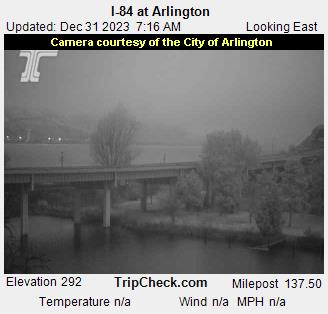 I-84 at Arlington
Updated: Dec 31 2023 7:16 AM Looking East
Camera courtesy of the City of Arlington
Elevation 292 TripCheck.com Milepost 137.50
Temperature n/a Wind n/a MPH n/a